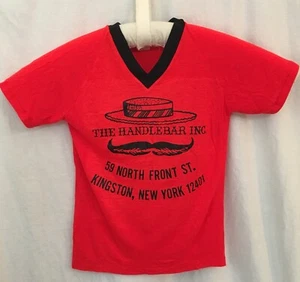 THE HANDLEBAR INC.
59 NORTH FRONT ST.
KINGSTON, NEW YORK 12401